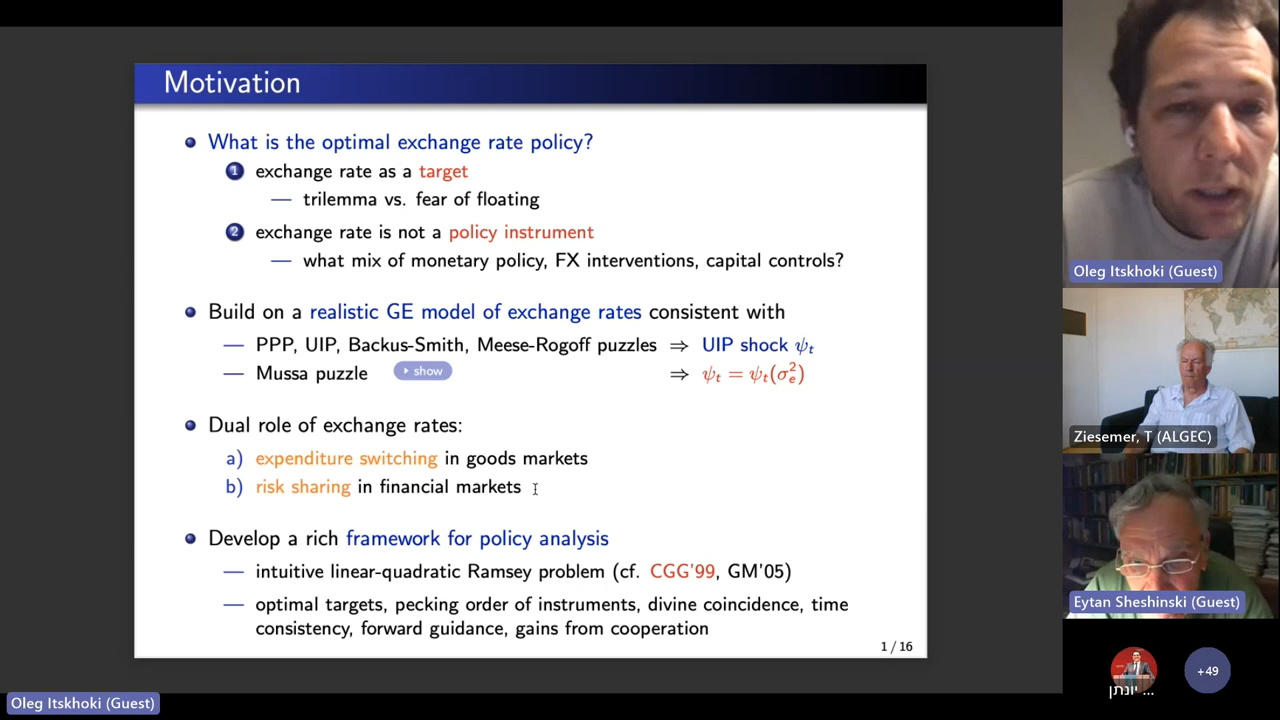 Motivation
What is the optimal exchange rate policy?
1 exchange rate as a target
— trilemma vs. fear of floating
2 exchange rate is not a policy instrument
— what mix of monetary policy, FX interventions, capital controls?
Build on a realistic GE model of exchange rates consistent with
— PPP, UIP, Backus-Smith, Meese-Rogoff puzzles ⇒ UIP shock ψₜ
— Mussa puzzle show ⇒ ψₜ = ψₜ(σ²ₑ)
Dual role of exchange rates:
a) expenditure switching in goods markets
b) risk sharing in financial markets
Develop a rich framework for policy analysis
— intuitive linear-quadratic Ramsey problem (cf. CGG'99, GM'05)
— optimal targets, pecking order of instruments, divine coincidence, time
consistency, forward guidance, gains from cooperation
1 / 16
Oleg Itskhoki (Guest)
Oleg Itskhoki (Guest)
Ziesemer, T (ALGEC)
Eytan Sheshinski (Guest)
יונתן ...
+49